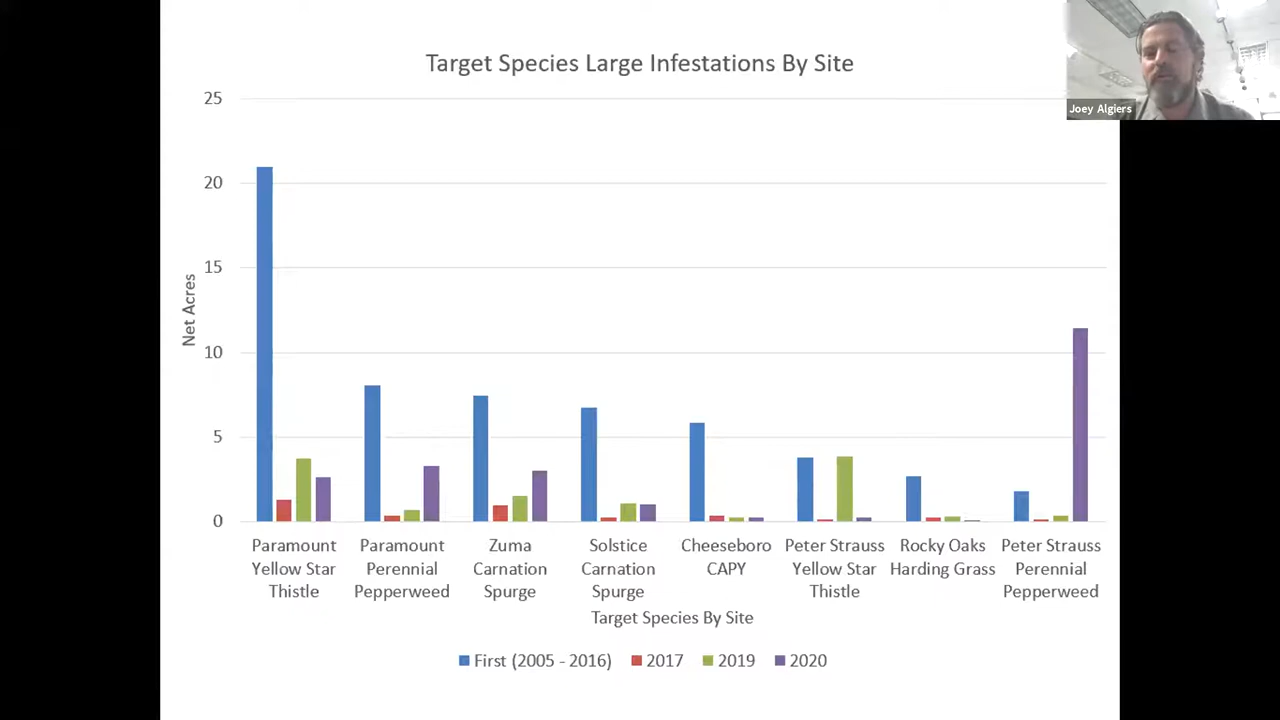 Target Species Large Infestations By Site
Joey Algiers
25
20
15
10
5
0
Net Acres
Paramount Yellow Star Thistle
Paramount Perennial Pepperweed
Zuma Carnation Spurge
Solstice Carnation Spurge
Cheeseboro CAPY
Peter Strauss Yellow Star Thistle
Rocky Oaks Harding Grass
Peter Strauss Perennial Pepperweed
Target Species By Site
First (2005 - 2016) 2017 2019 2020